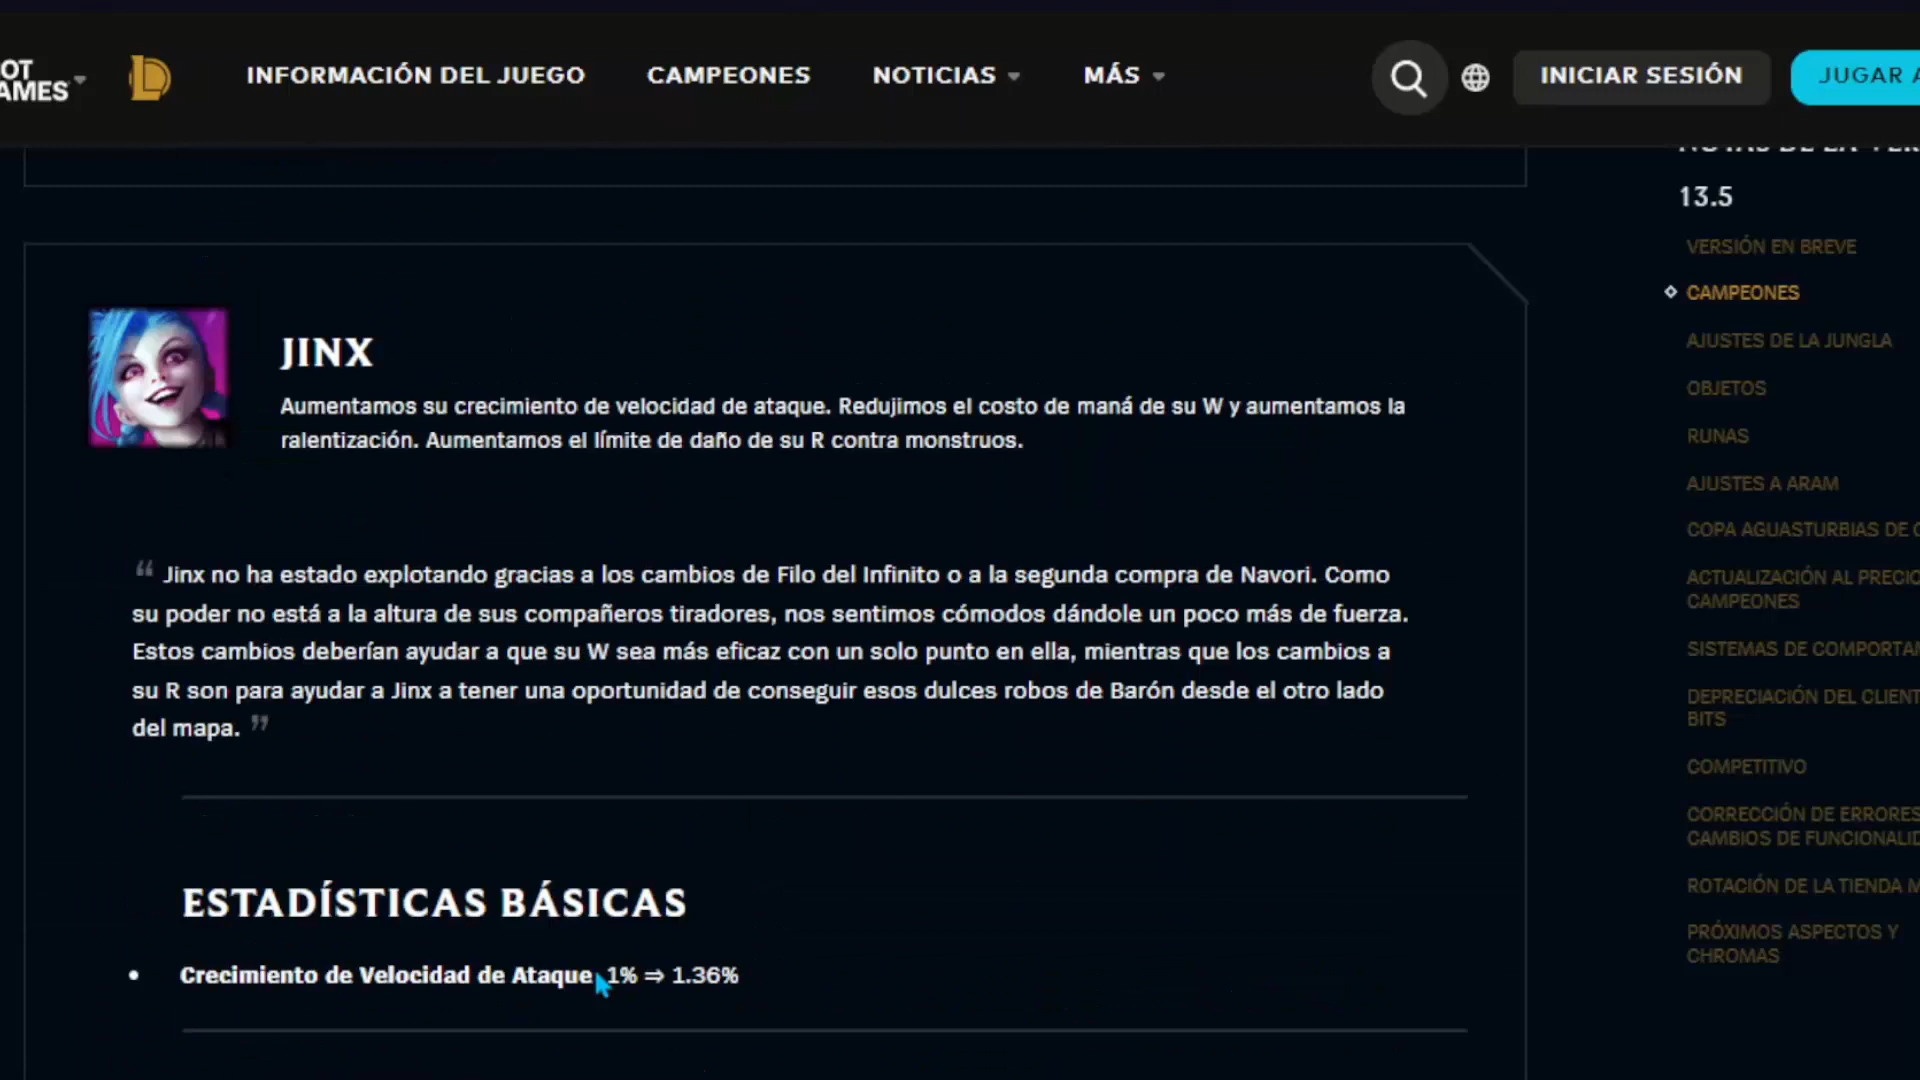 INFORMACIÓN DEL JUEGO
CAMPEONES
NOTICIAS
MÁS
INICIAR SESIÓN
JUGAR
13.5
VERSIÓN EN BREVE
CAMPEONES
AJUSTES DE LA JUNGLA
OBJETOS
RUNAS
AJUSTES A ARAM
COPA AGUASTURBIAS DE
ACTUALIZACIÓN AL PRECIO
CAMPEONES
SISTEMAS DE
DEPRECIACIÓN DEL
BITS
COMPETITIVO
CORRECCIÓN DE ERRORES
CAMBIOS DE
ROTACIÓN DE LA TIENDA
PRÓXIMOS ASPECTOS Y
CHROMAS
JINX
Aumentamos su crecimiento de velocidad de ataque. Redujimos el costo de maná de su W y aumentamos la
ralentización. Aumentamos el límite de daño de su R contra monstruos.
“ Jinx no ha estado explotando gracias a los cambios de Filo del Infinito o a la segunda compra de Navori. Como
su poder no está a la altura de sus compañeros tiradores, nos sentimos cómodos dándole un poco más de fuerza.
Estos cambios deberían ayudar a que su W sea más eficaz con un solo punto en ella, mientras que los cambios a
su R son para ayudar a Jinx a tener una oportunidad de conseguir esos dulces robos de Barón desde el otro lado
del mapa. ”
ESTADÍSTICAS BÁSICAS
• Crecimiento de Velocidad de Ataque 1% ⇒ 1.36%